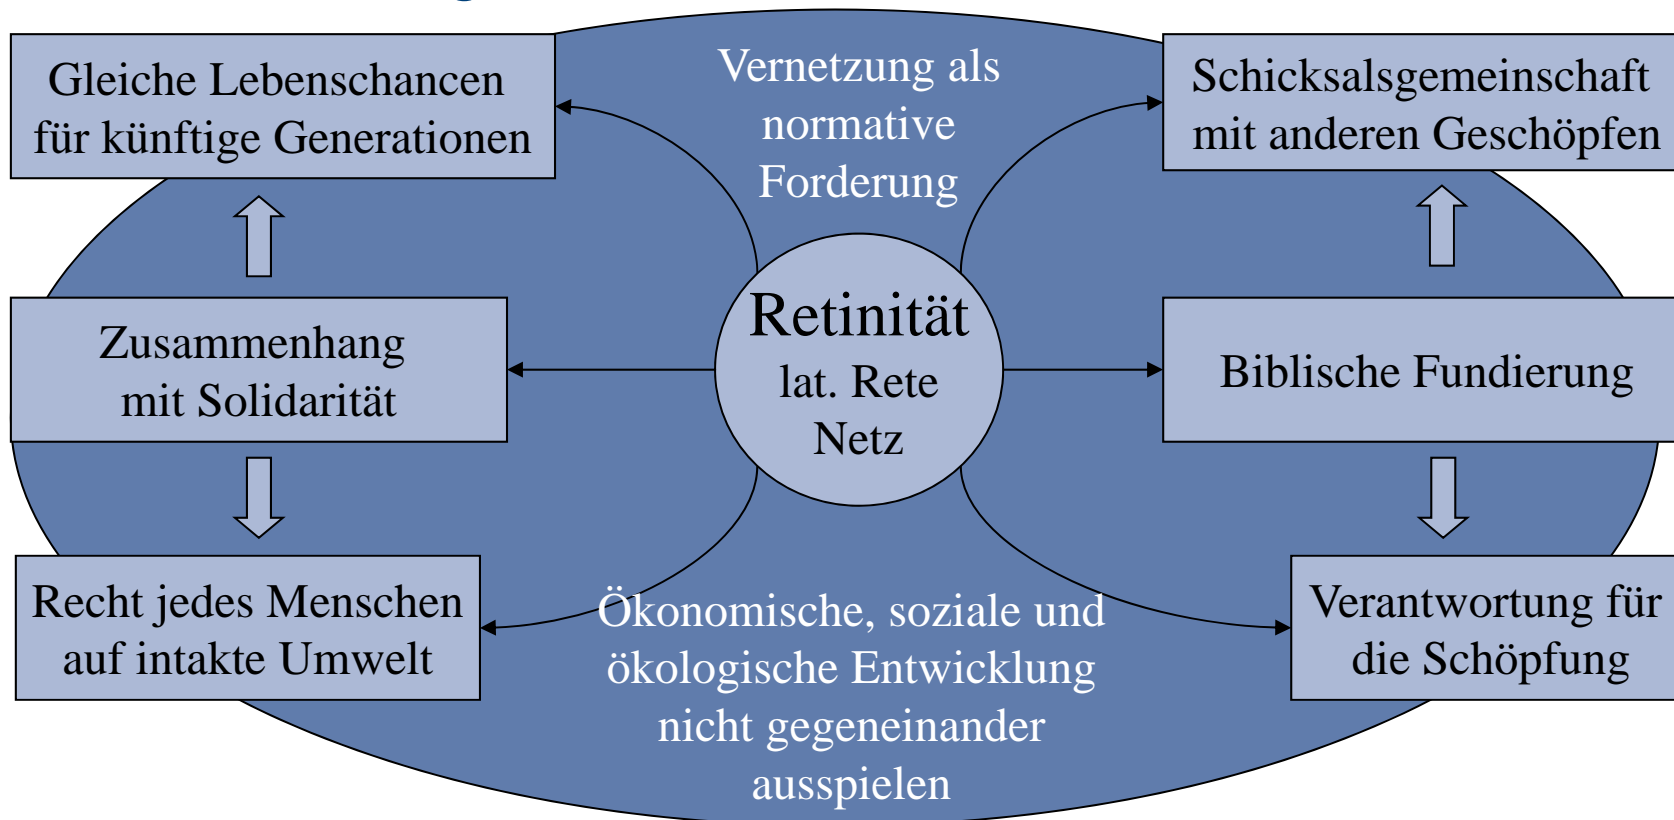 Gleiche Lebenschancen
für künftige Generationen
Vernetzung als
normative
Forderung
Schicksalsgemeinschaft
mit anderen Geschöpfen
Zusammenhang
mit Solidarität
Retinität
lat. Rete
Netz
Biblische Fundierung
Recht jedes Menschen
auf intakte Umwelt
Ökonomische, soziale und
ökologische Entwicklung
nicht gegeneinander
ausspielen
Verantwortung für
die Schöpfung